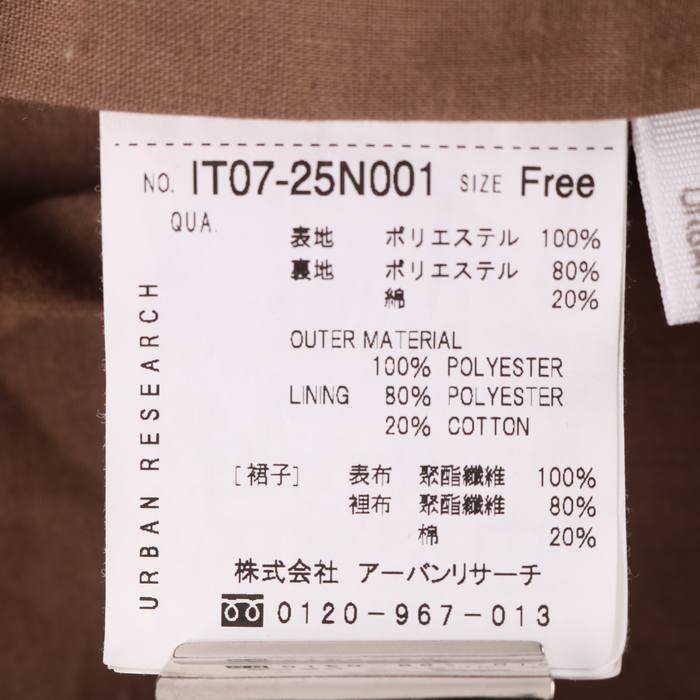 NO. IT07-25N001 SIZE Free
QUA.
表地 ポリエステル 100%
裏地 ポリエステル 80%
綿 20%
OUTER MATERIAL
100% POLYESTER
LINING 80% POLYESTER
20% COTTON
[裙子] 表布 聚酯纖維 100%
裡布 聚酯纖維 80%
棉 20%
株式会社 アーバンリサーチ
0120-967-013
URBAN RESEARCH